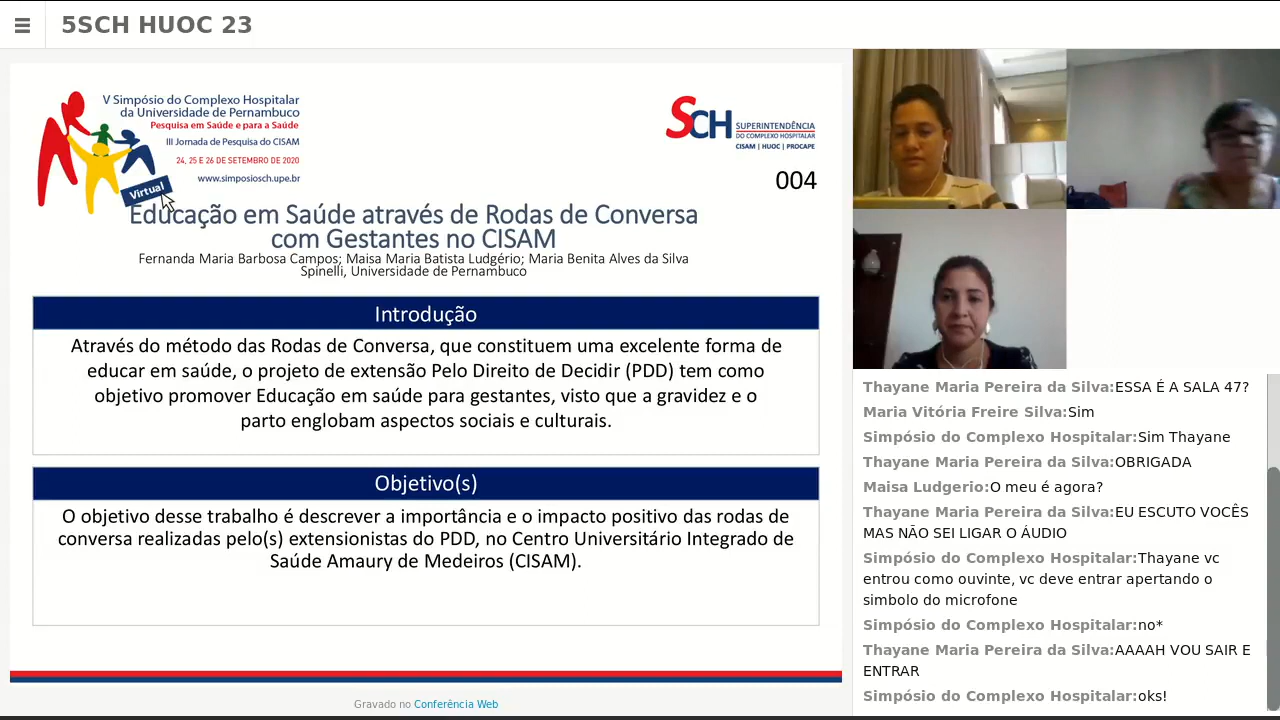 5SCH HUOC 23
V Simpósio do Complexo Hospitalar
da Universidade de Pernambuco
Pesquisa em Saúde e para a Saúde
III Jornada de Pesquisa do CISAM
24, 25 E 26 DE SETEMBRO DE 2020
www.simposiosch.upe.br
Virtual
SCH SUPERINTENDÊNCIA
DO COMPLEXO HOSPITALAR
CISAM | HUOC | PROCAPE
004
Educação em Saúde através de Rodas de Conversa
com Gestantes no CISAM
Fernanda Maria Barbosa Campos; Maisa Maria Batista Ludgério; Maria Benita Alves da Silva
Spinelli, Universidade de Pernambuco
Introdução
Através do método das Rodas de Conversa, que constituem uma excelente forma de
educar em saúde, o projeto de extensão Pelo Direito de Decidir (PDD) tem como
objetivo promover Educação em saúde para gestantes, visto que a gravidez e o
parto englobam aspectos sociais e culturais.
Objetivo(s)
O objetivo desse trabalho é descrever a importância e o impacto positivo das rodas de
conversa realizadas pelo(s) extensionistas do PDD, no Centro Universitário Integrado de
Saúde Amaury de Medeiros (CISAM).
Gravado no Conferência Web
Thayane Maria Pereira da Silva:ESSA É A SALA 47?
Maria Vitória Freire Silva:Sim
Simpósio do Complexo Hospitalar:Sim Thayane
Thayane Maria Pereira da Silva:OBRIGADA
Maisa Ludgerio:O meu é agora?
Thayane Maria Pereira da Silva:EU ESCUTO VOCÊS
MAS NÃO SEI LIGAR O ÁUDIO
Simpósio do Complexo Hospitalar:Thayane vc
entrou como ouvinte, vc deve entrar apertando o
simbolo do microfone
Simpósio do Complexo Hospitalar:no*
Thayane Maria Pereira da Silva:AAAAH VOU SAIR E
ENTRAR
Simpósio do Complexo Hospitalar:oks!